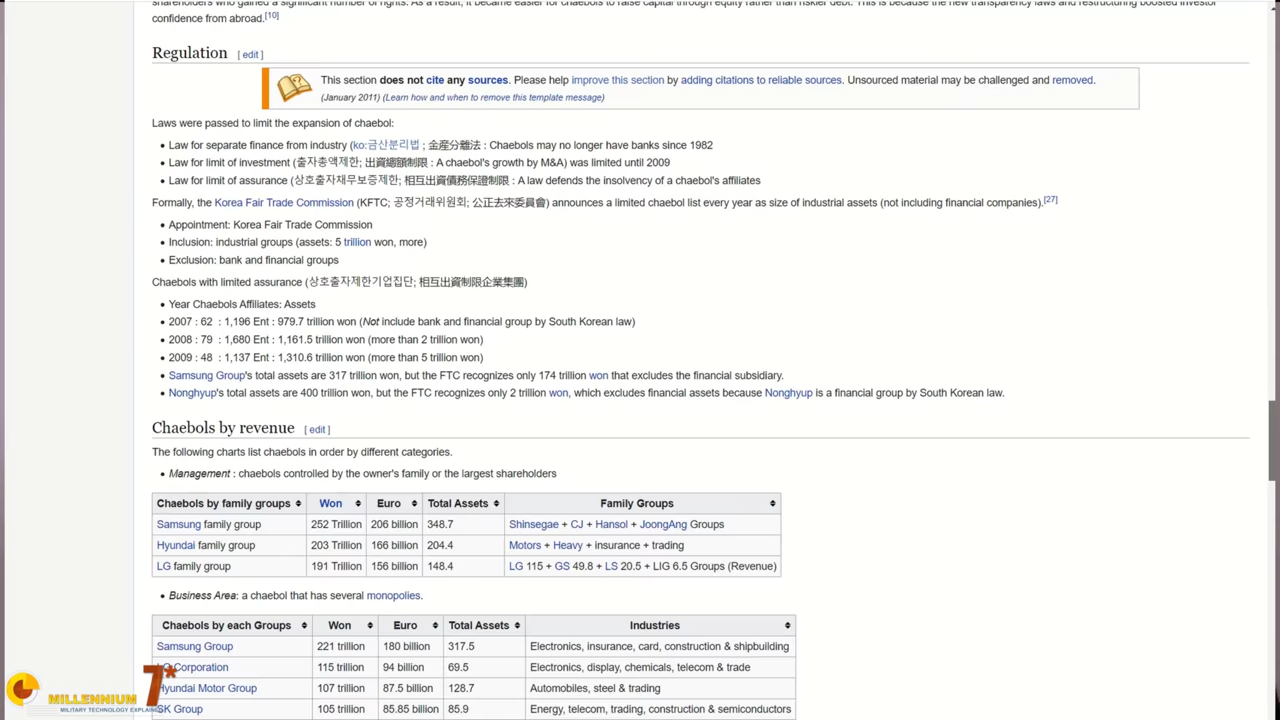 shareholders who gained a significant number of rights. As a result, it became easier for chaebols to raise capital through equity rather than riskier debt. This is because the new transparency laws and restructuring boosted investor
confidence from abroad.[10]
Regulation [ edit ]
This section does not cite any sources. Please help improve this section by adding citations to reliable sources. Unsourced material may be challenged and removed.
(January 2011) (Learn how and when to remove this template message)
Laws were passed to limit the expansion of chaebol:
• Law for separate finance from industry (ko:금산분리법 ; 金産分離法 : Chaebols may no longer have banks since 1982
• Law for limit of investment (출자총액제한; 出資總額制限 : A chaebol's growth by M&A) was limited until 2009
• Law for limit of assurance (상호출자채무보증제한; 相互出資債務保證制限 : A law defends the insolvency of a chaebol's affiliates
Formally, the Korea Fair Trade Commission (KFTC; 공정거래위원회; 公正去來委員會) announces a limited chaebol list every year as size of industrial assets (not including financial companies).[27]
• Appointment: Korea Fair Trade Commission
• Inclusion: industrial groups (assets: 5 trillion won, more)
• Exclusion: bank and financial groups
Chaebols with limited assurance (상호출자제한기업집단; 相互出資制限企業集團)
• Year Chaebols Affiliates: Assets
• 2007 : 62 : 1,196 Ent : 979.7 trillion won (Not include bank and financial group by South Korean law)
• 2008 : 79 : 1,680 Ent : 1,161.5 trillion won (more than 2 trillion won)
• 2009 : 48 : 1,137 Ent : 1,310.6 trillion won (more than 5 trillion won)
• Samsung Group's total assets are 317 trillion won, but the FTC recognizes only 174 trillion won that excludes the financial subsidiary.
• Nonghyup's total assets are 400 trillion won, but the FTC recognizes only 2 trillion won, which excludes financial assets because Nonghyup is a financial group by South Korean law.
Chaebols by revenue [ edit ]
The following charts list chaebols in order by different categories.
• Management : chaebols controlled by the owner's family or the largest shareholders
Chaebols by family groups Won Euro Total Assets Family Groups
Samsung family group 252 Trillion 206 billion 348.7 Shinsegae + CJ + Hansol + JoongAng Groups
Hyundai family group 203 Trillion 166 billion 204.4 Motors + Heavy + insurance + trading
LG family group 191 Trillion 156 billion 148.4 LG 115 + GS 49.8 + LS 20.5 + LIG 6.5 Groups (Revenue)
• Business Area: a chaebol that has several monopolies.
Chaebols by each Groups Won Euro Total Assets Industries
Samsung Group 221 trillion 180 billion 317.5 Electronics, insurance, card, construction & shipbuilding
LG Corporation 115 trillion 94 billion 69.5 Electronics, display, chemicals, telecom & trade
Hyundai Motor Group 107 trillion 87.5 billion 128.7 Automobiles, steel & trading
SK Group 105 trillion 85.85 billion 85.9 Energy, telecom, trading, construction & semiconductors
MILLENNIUM 7*
MILITARY TECHNOLOGY EXPLAINED